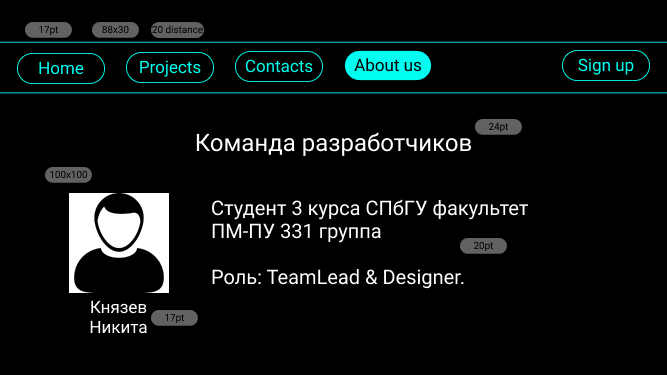 17pt 88x30 20 distance
Home Projects Contacts About us Sign up
24pt
Команда разработчиков
100x100
Студент 3 курса СПбГУ факультет
ПМ-ПУ 331 группа
20pt
Роль: TeamLead & Designer.
Князев
Никита
17pt